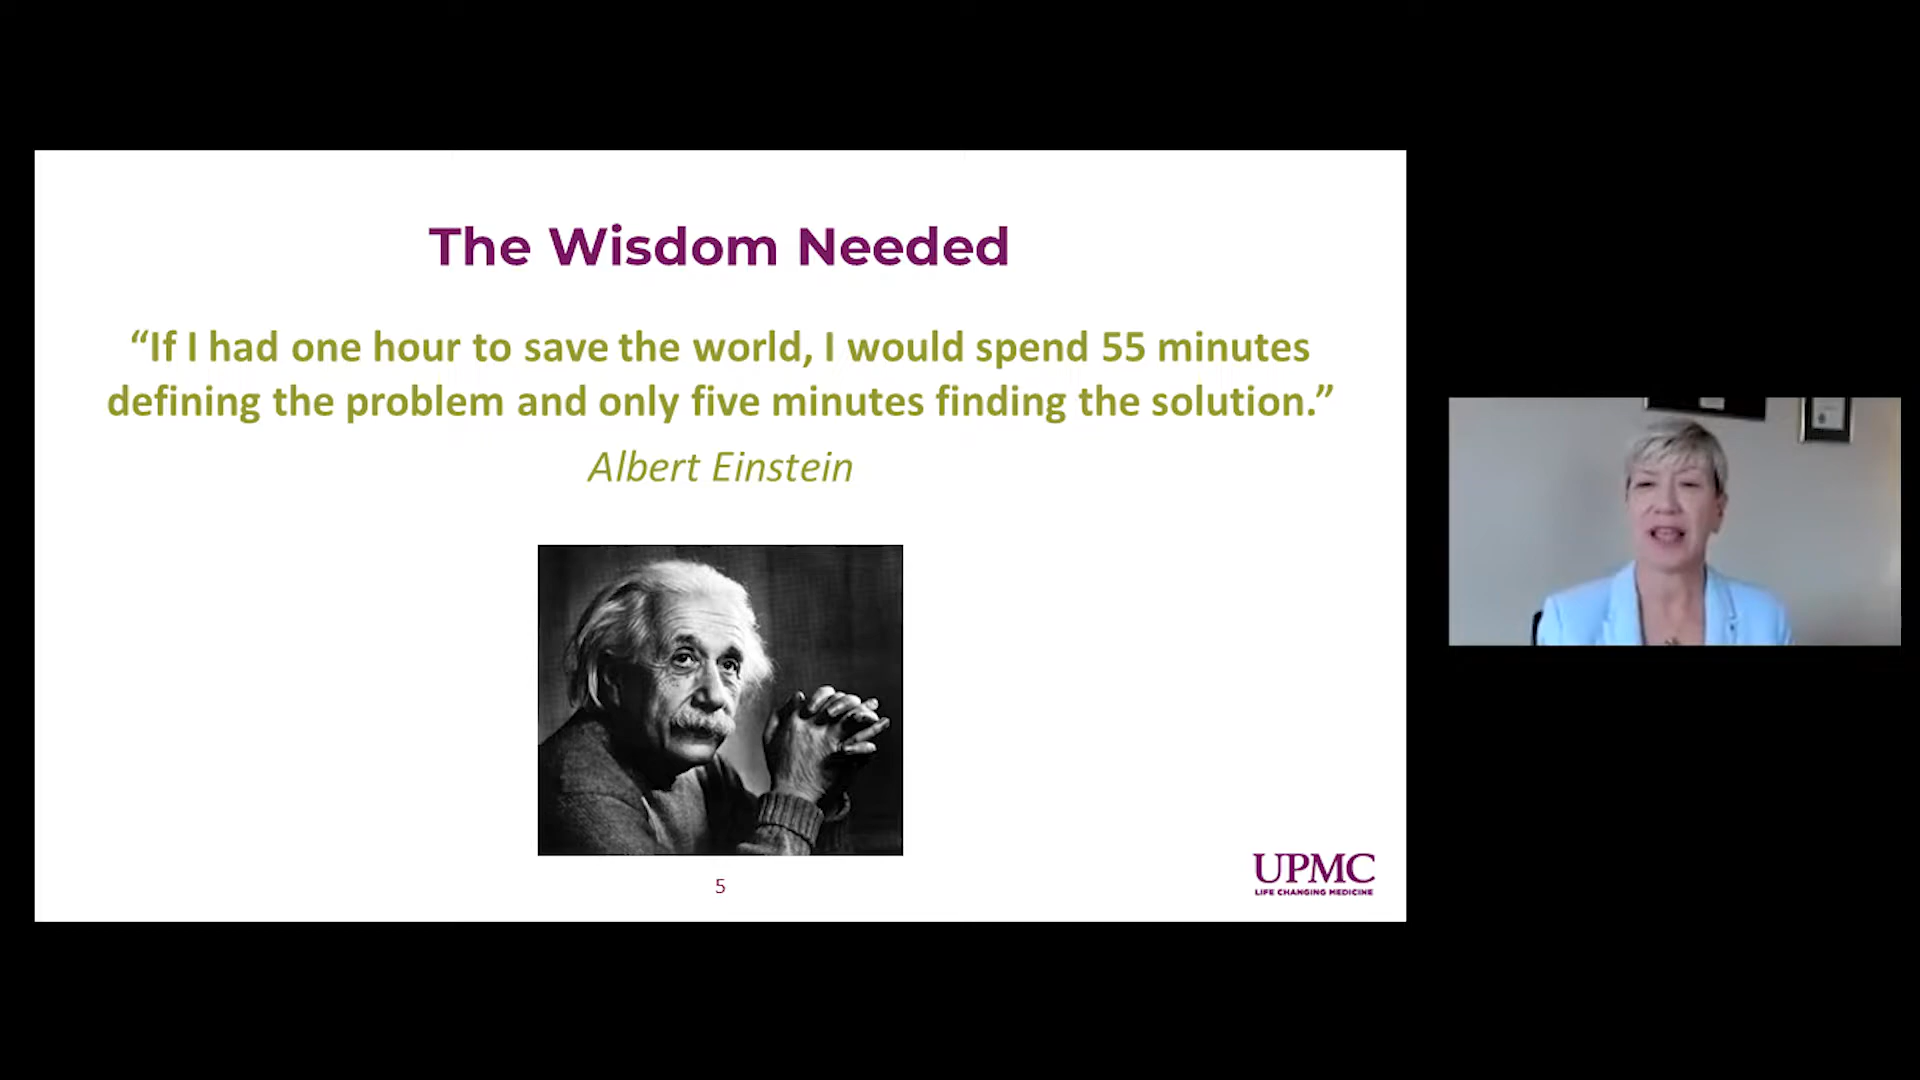 The Wisdom Needed
“If I had one hour to save the world, I would spend 55 minutes
defining the problem and only five minutes finding the solution.”
Albert Einstein
5
UPMC
LIFE CHANGING MEDICINE